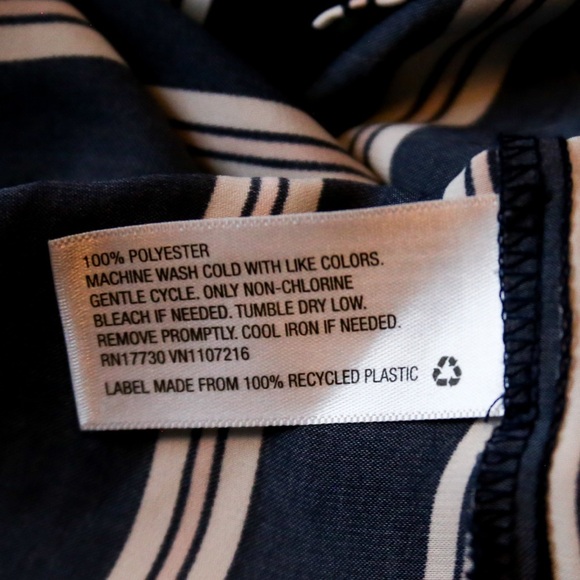 100% POLYESTER
MACHINE WASH COLD WITH LIKE COLORS.
GENTLE CYCLE. ONLY NON-CHLORINE
BLEACH IF NEEDED. TUMBLE DRY LOW.
REMOVE PROMPTLY. COOL IRON IF NEEDED.
RN17730 VN1107216
LABEL MADE FROM 100% RECYCLED PLASTIC